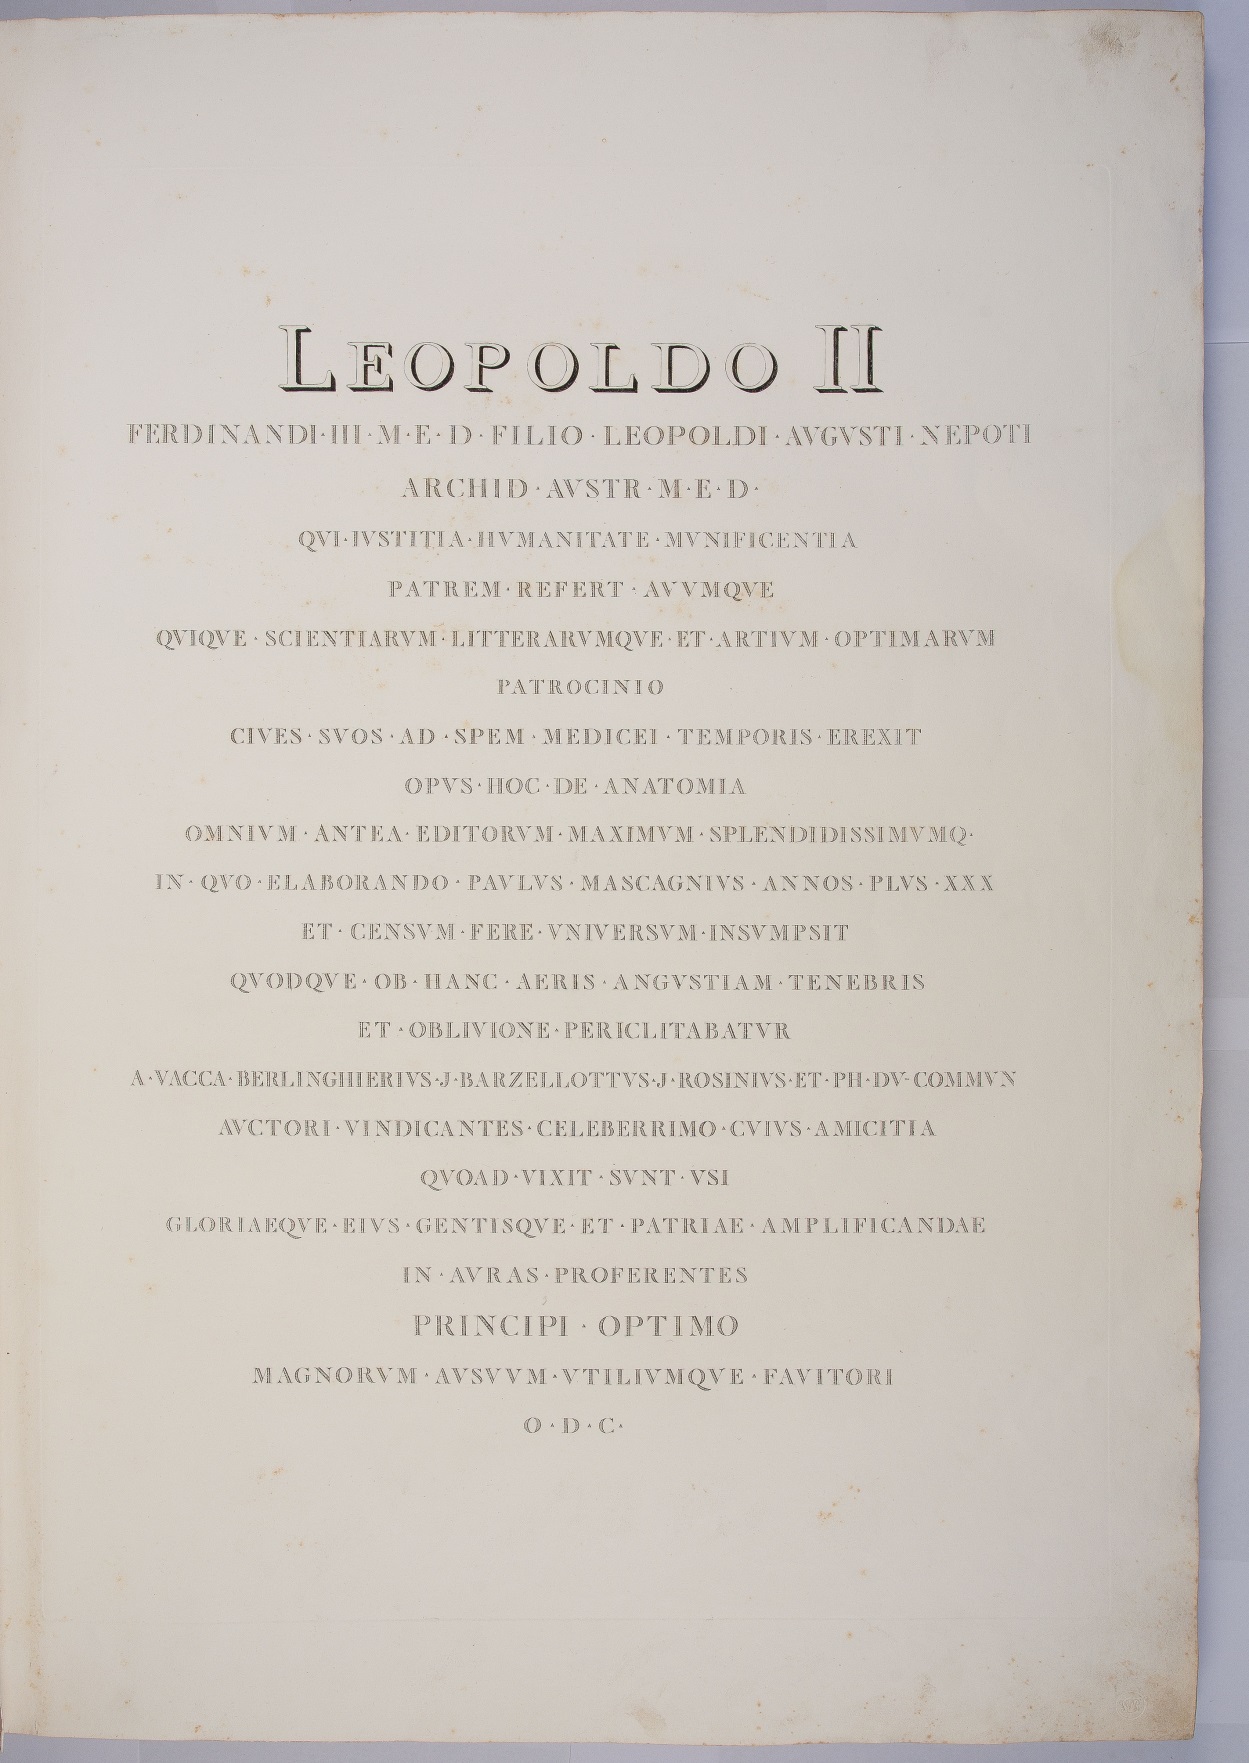 LEOPOLDO II
FERDINANDI·III·M·E·D·FILIO·LEOPOLDI·AVGVSTI·NEPOTI
ARCHID·AVSTR·M·E·D·
QVI·IVSTITIA·HVMANITATE·MVNIFICENTIA
PATREM·REFERT·AVVMQVE
QVIQVE·SCIENTIARVM·LITTERARVMQVE·ET·ARTIVM·OPTIMARVM
PATROCINIO
CIVES·SVOS·AD·SPEM·MEDICEI·TEMPORIS·EREXIT
OPVS·HOC·DE·ANATOMIA
OMNIVM·ANTEA·EDITORVM·MAXIMVM·SPLENDIDISSIMVMQ·
IN·QVO·ELABORANDO·PAVLVS·MASCAGNIVS·ANNOS·PLVS·XXX
ET·CENSVM·FERE·VNIVERSVM·INSVMPSIT
QVODQVE·OB·HANC·AERIS·ANGVSTIAM·TENEBRIS
ET·OBLIVIONE·PERICLITABATVR
A·VACCA·BERLINGHIERIVS·J·BARZELLOTTVS·J·ROSINIVS·ET·PH·DV-COMMVN
AVCTORI·VINDICANTES·CELEBERRIMO·CVIVS·AMICITIA
QVOAD·VIXIT·SVNT·VSI
GLORIAEQVE·EIVS·GENTISQVE·ET·PATRIAE·AMPLIFICANDAE
IN·AVRAS·PROFERENTES
PRINCIPI·OPTIMO
MAGNORVM·AVSVVM·VTILIVMQVE·FAVITORI
O·D·C·